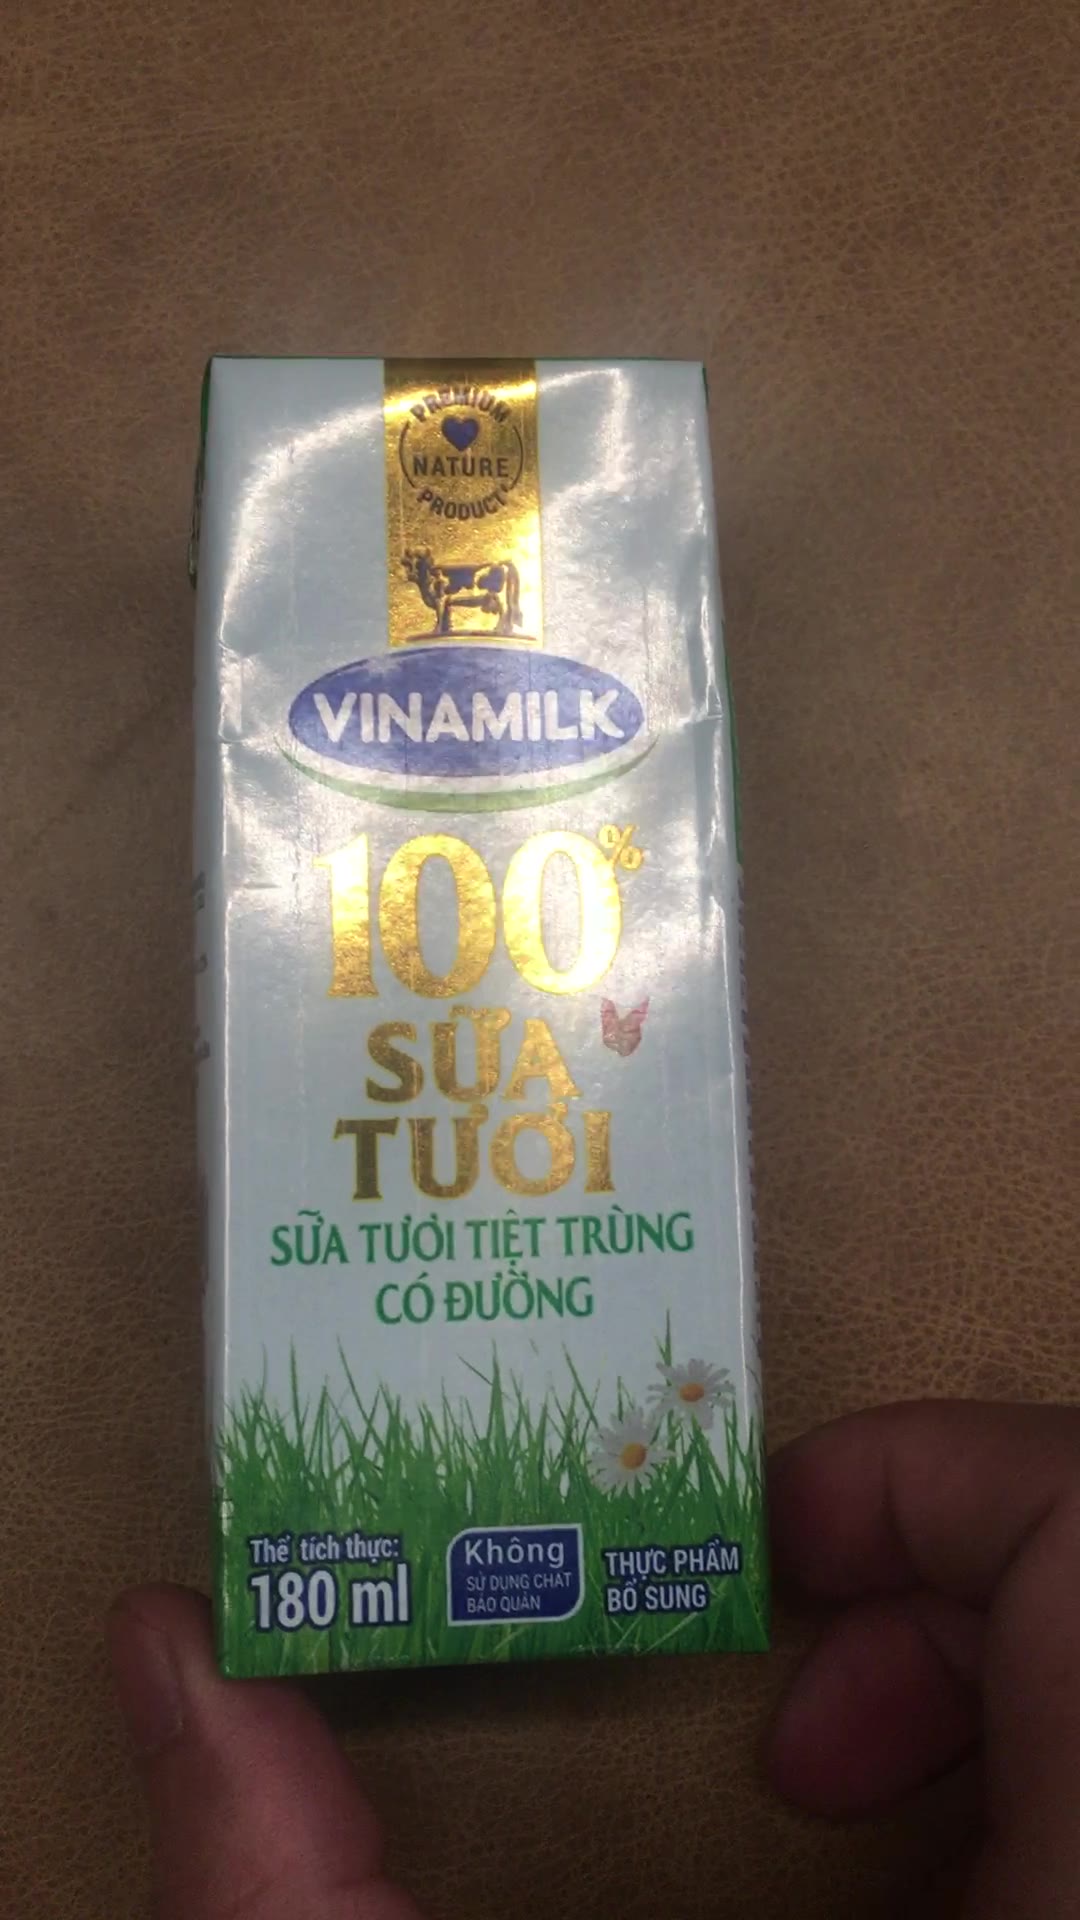 PREMIUM
NATURE
PRODUCT
VINAMILK
100%
SỮA
TƯƠI
SỮA TƯƠI TIỆT TRÙNG
CÓ ĐƯỜNG
Thể tích thực:
180 ml
Không
SỬ DỤNG CHẤT
BẢO QUẢN
THỰC PHẨM
BỔ SUNG